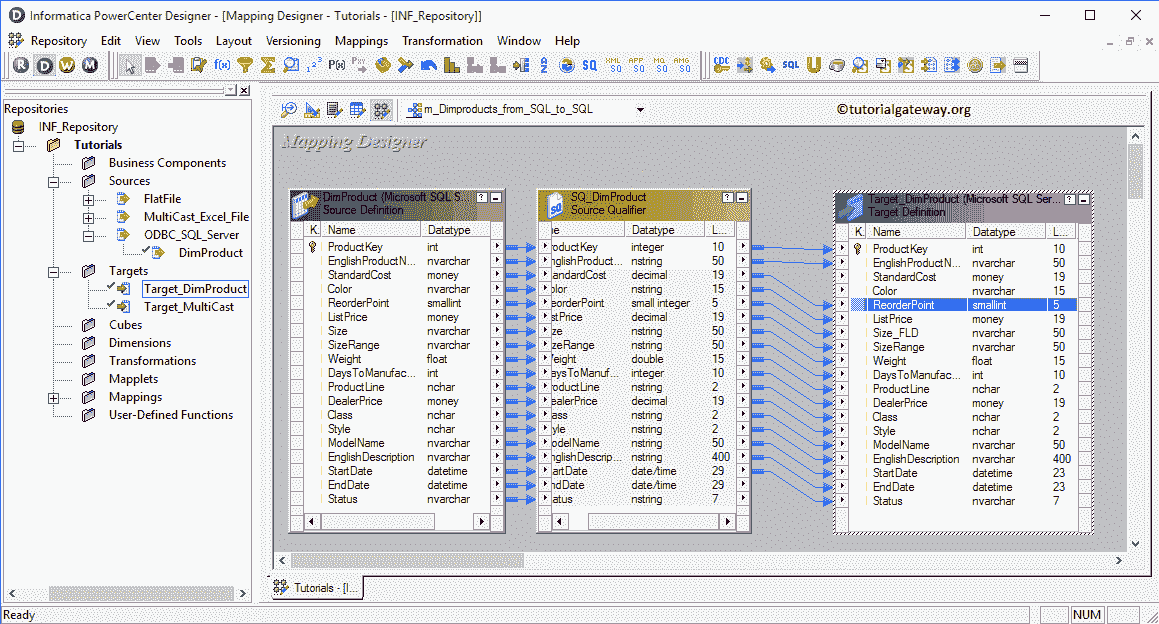 Informatica PowerCenter Designer - [Mapping Designer - Tutorials - [INF_Repository]]
Repository Edit View Tools Layout Versioning Mappings Transformation Window Help
Repositories
INF_Repository
Tutorials
Business Components
Sources
FlatFile
MultiCast_Excel_File
ODBC_SQL_Server
DimProduct
Targets
Target_DimProduct
Target_MultiCast
Cubes
Dimensions
Transformations
Mapplets
Mappings
User-Defined Functions
m_Dimproducts_from_SQL_to_SQL
©tutorialgateway.org
Mapping Designer
DimProduct (Microsoft SQL S...
Source Definition
K. Name Datatype
ProductKey int
EnglishProductN... nvarchar
StandardCost money
Color nvarchar
ReorderPoint smallint
ListPrice money
Size nvarchar
SizeRange nvarchar
Weight float
DaysToManufac... int
ProductLine nchar
DealerPrice money
Class nchar
Style nchar
ModelName nvarchar
EnglishDescription nvarchar
StartDate datetime
EndDate datetime
Status nvarchar
SQ_DimProduct
Source Qualifier
me Datatype L...
oductKey integer 10
nglishProduct... nstring 50
andardCost decimal 19
olor nstring 15
eorderPoint small integer 5
stPrice decimal 19
ze nstring 50
zeRange nstring 50
eight double 15
aysToManufac... integer 10
oductLine nstring 2
ealerPrice decimal 19
ass nstring 2
yle nstring 2
odelName nstring 50
nglishDescrip... nstring 400
artDate date/time 29
ndDate date/time 29
atus nstring 7
Target_DimProduct (Microsoft SQL Ser...
Target Definition
K. Name Datatype L...
ProductKey int 10
EnglishProductN... nvarchar 50
StandardCost money 19
Color nvarchar 15
ReorderPoint smallint 5
ListPrice money 19
Size_FLD nvarchar 50
SizeRange nvarchar 50
Weight float 15
DaysToManufac... int 10
ProductLine nchar 2
DealerPrice money 19
Class nchar 2
Style nchar 2
ModelName nvarchar 50
EnglishDescription nvarchar 400
StartDate datetime 23
EndDate datetime 23
Status nvarchar 7
Tutorials - [I...
Ready
NUM